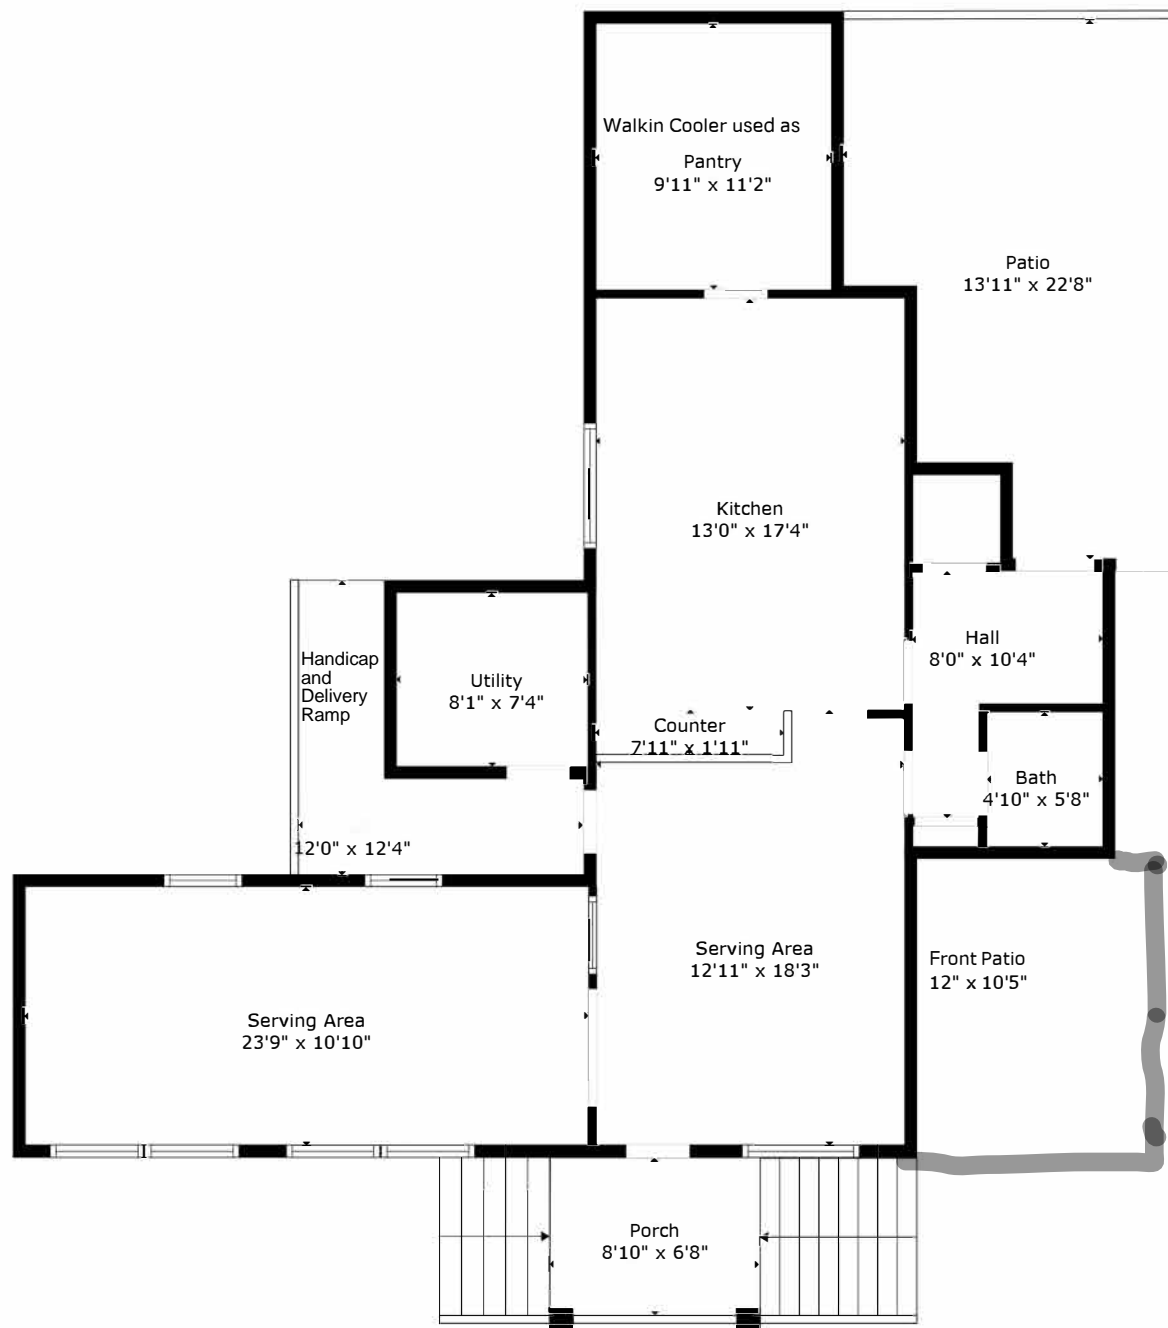 Walkin Cooler used as
Pantry
9'11" x 11'2"
Patio
13'11" x 22'8"
Kitchen
13'0" x 17'4"
Handicap
and
Delivery
Ramp
Utility
8'1" x 7'4"
Hall
8'0" x 10'4"
Counter
7'11" x 1'11"
Bath
4'10" x 5'8"
12'0" x 12'4"
Serving Area
12'11" x 18'3"
Front Patio
12" x 10'5"
Serving Area
23'9" x 10'10"
Porch
8'10" x 6'8"